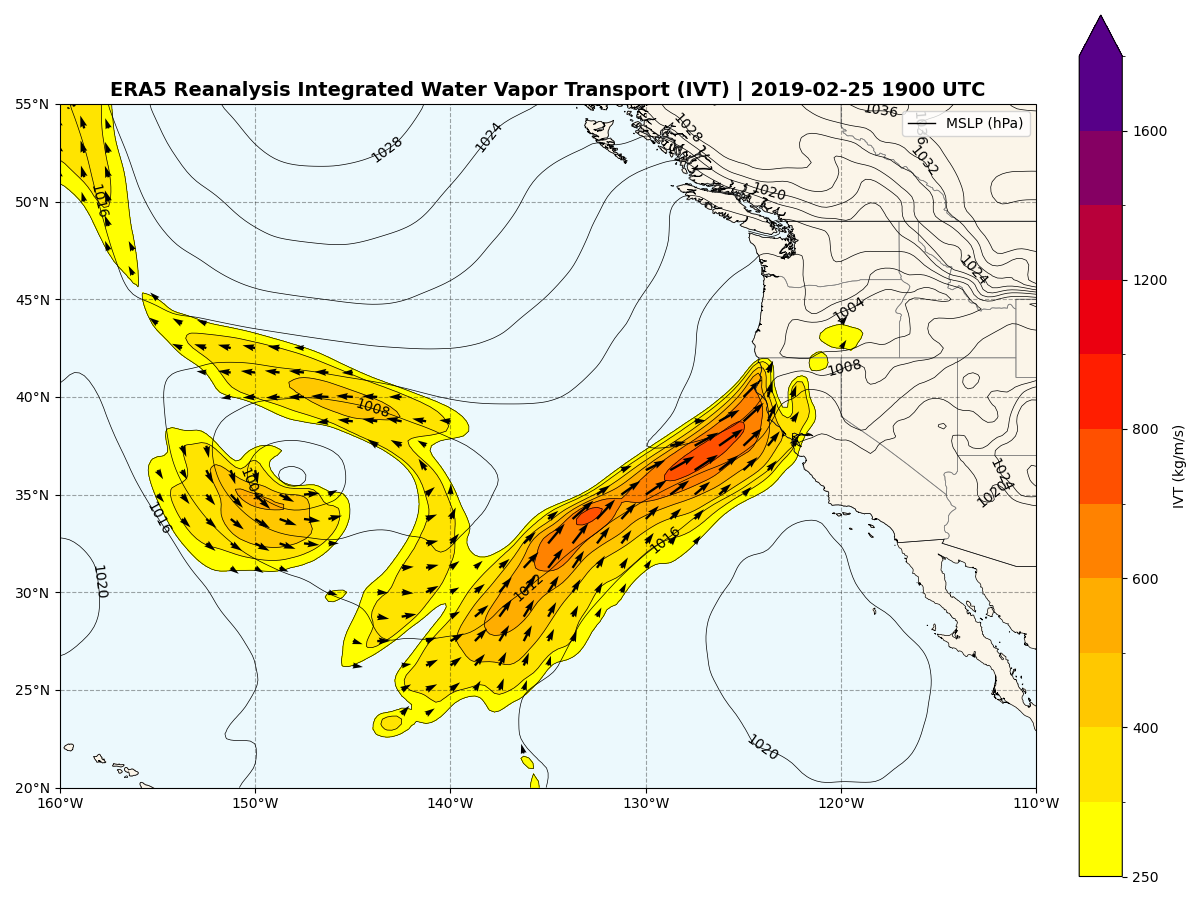 ERA5 Reanalysis Integrated Water Vapor Transport (IVT) | 2019-02-25 1900 UTC
MSLP (hPa)
55°N
50°N
45°N
40°N
35°N
30°N
25°N
20°N
160°W
150°W
140°W
130°W
120°W
110°W
1036
1036
1032
1028
1028
1024
1024
1020
1016
1004
1008
1008
1016
1020
1016
1012
1020
1020
1600
1200
800
600
400
250
IVT (kg/m/s)